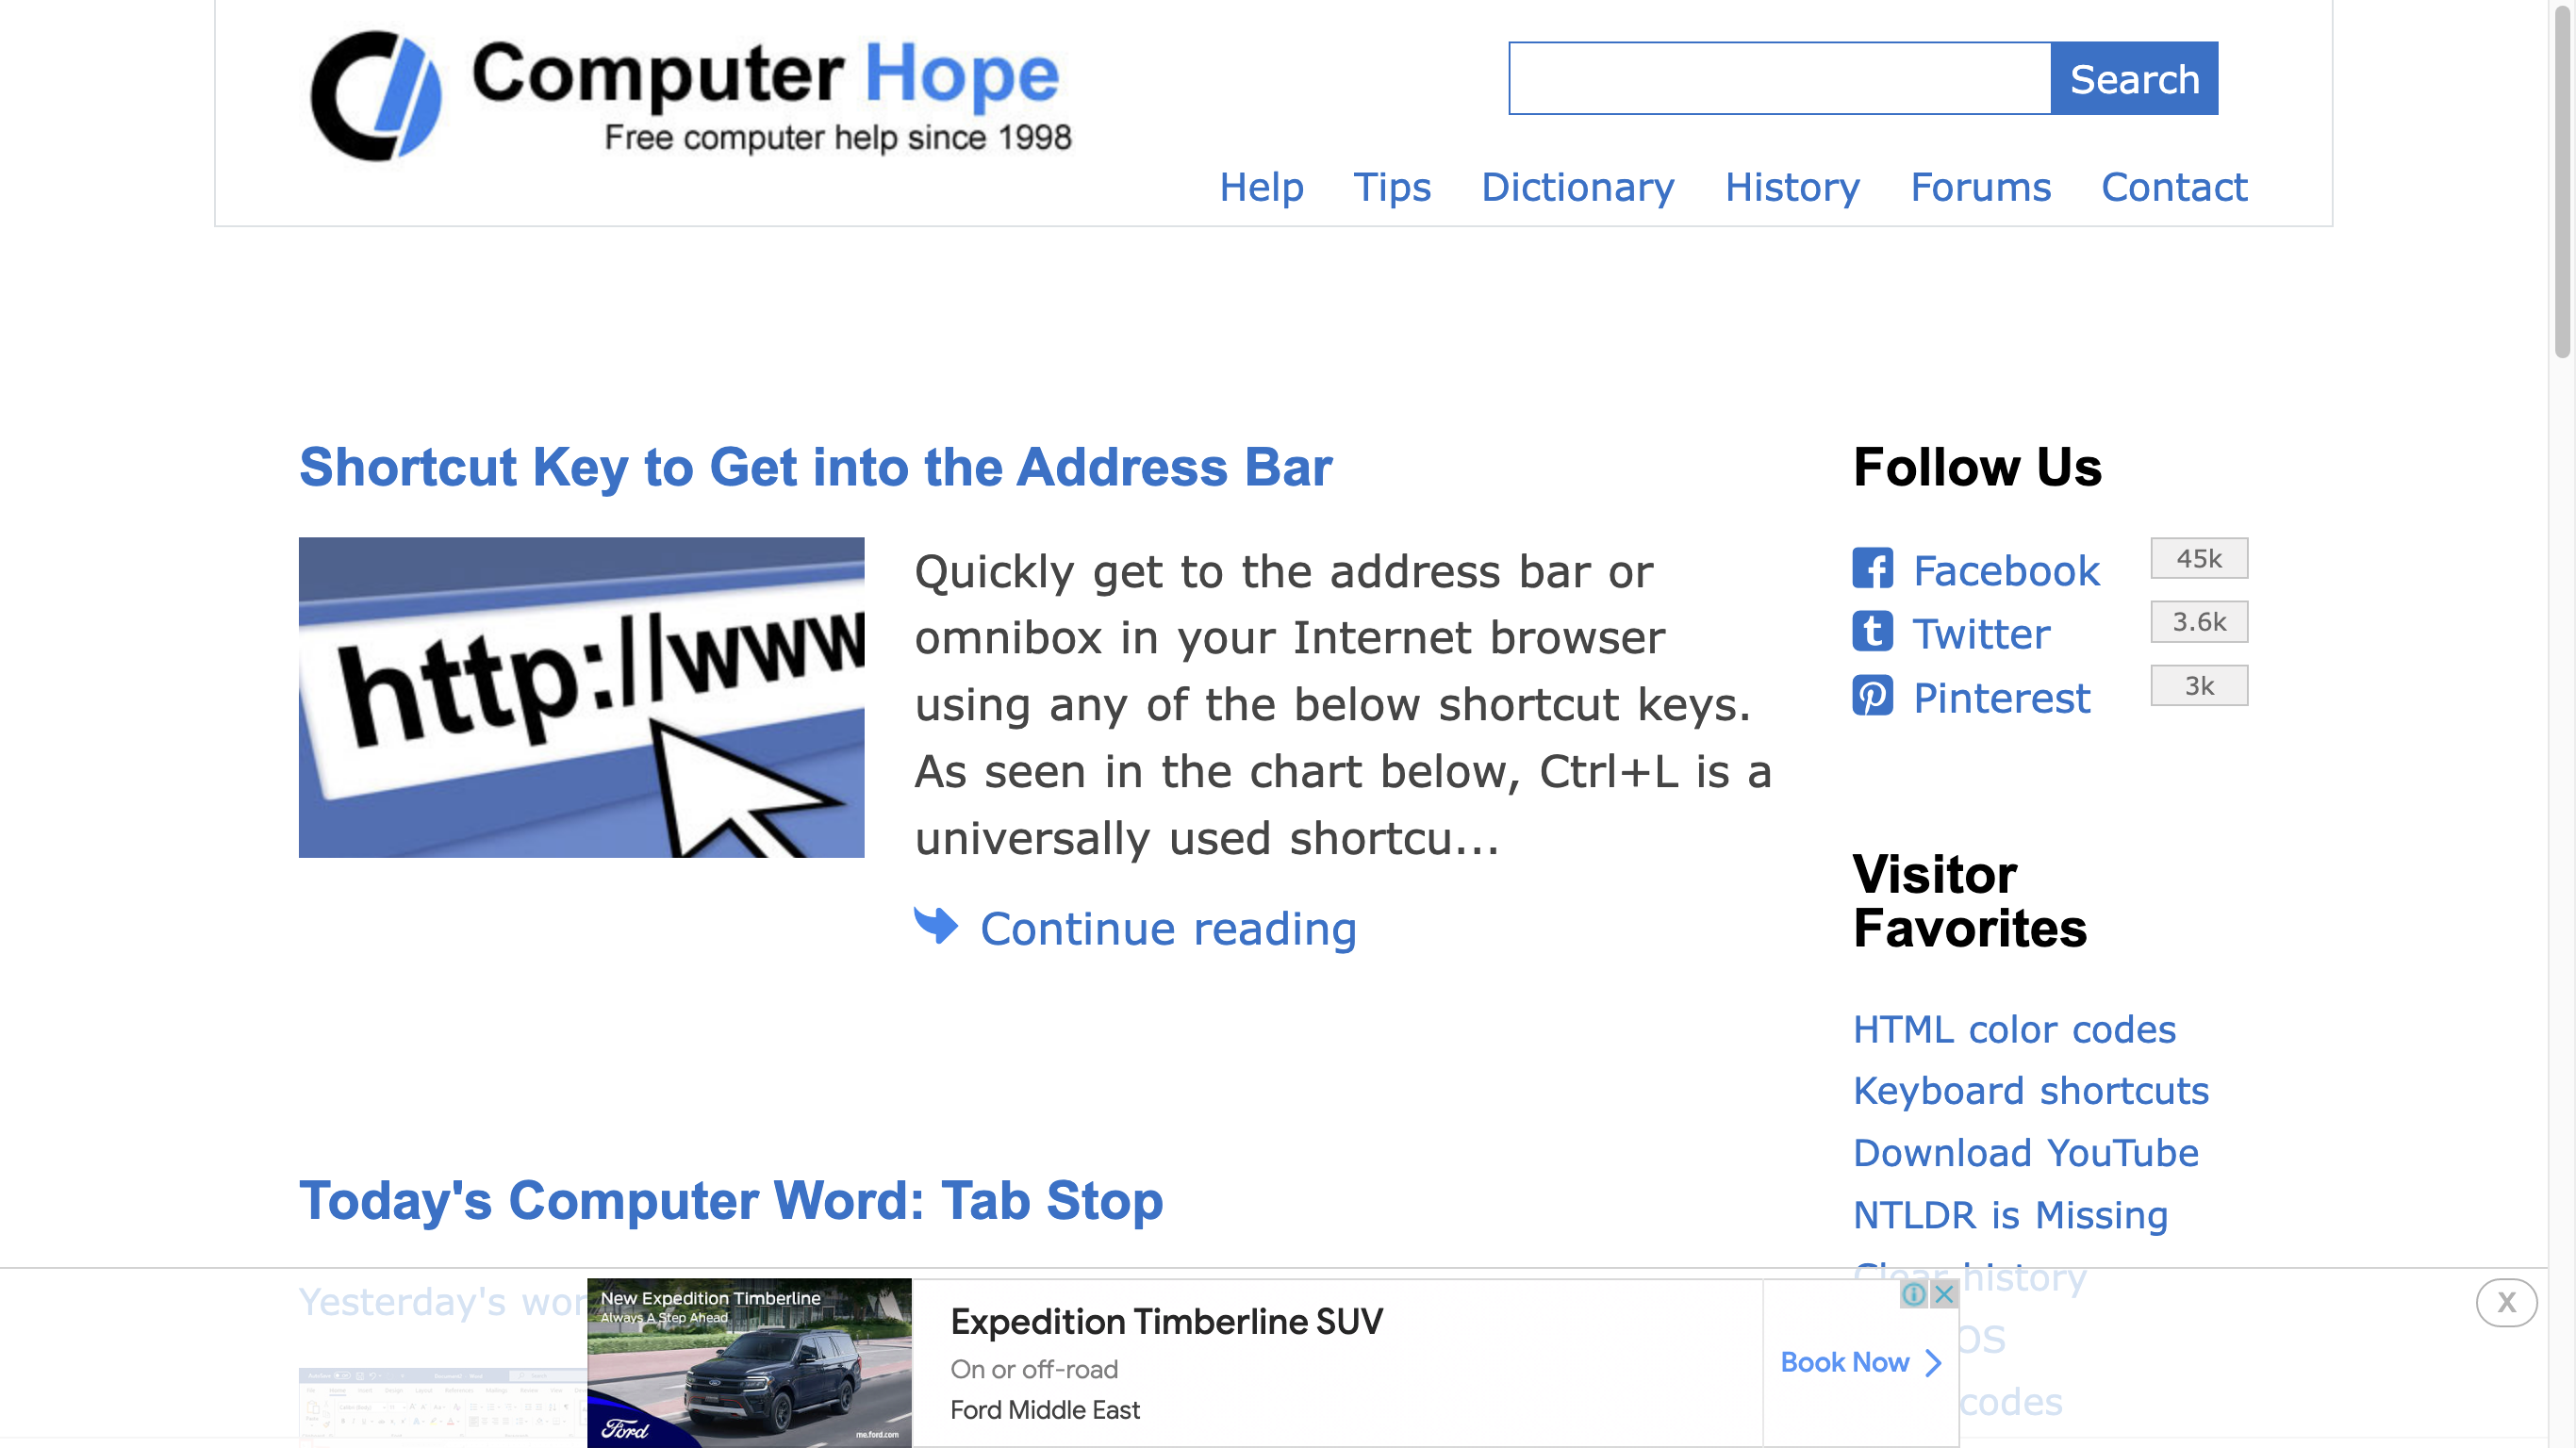 Computer Hope
Free computer help since 1998
Search
Help Tips Dictionary History Forums Contact
Shortcut Key to Get into the Address Bar
http://www
Quickly get to the address bar or
omnibox in your Internet browser
using any of the below shortcut keys.
As seen in the chart below, Ctrl+L is a
universally used shortcu...
Continue reading
Follow Us
Facebook 45k
Twitter 3.6k
Pinterest 3k
Visitor
Favorites
HTML color codes
Keyboard shortcuts
Download YouTube
NTLDR is Missing
Clear history
Today's Computer Word: Tab Stop
Yesterday's
New Expedition Timberline
Always A Step Ahead
Ford
me.ford.com
Expedition Timberline SUV
On or off-road
Ford Middle East
Book Now
X
codes